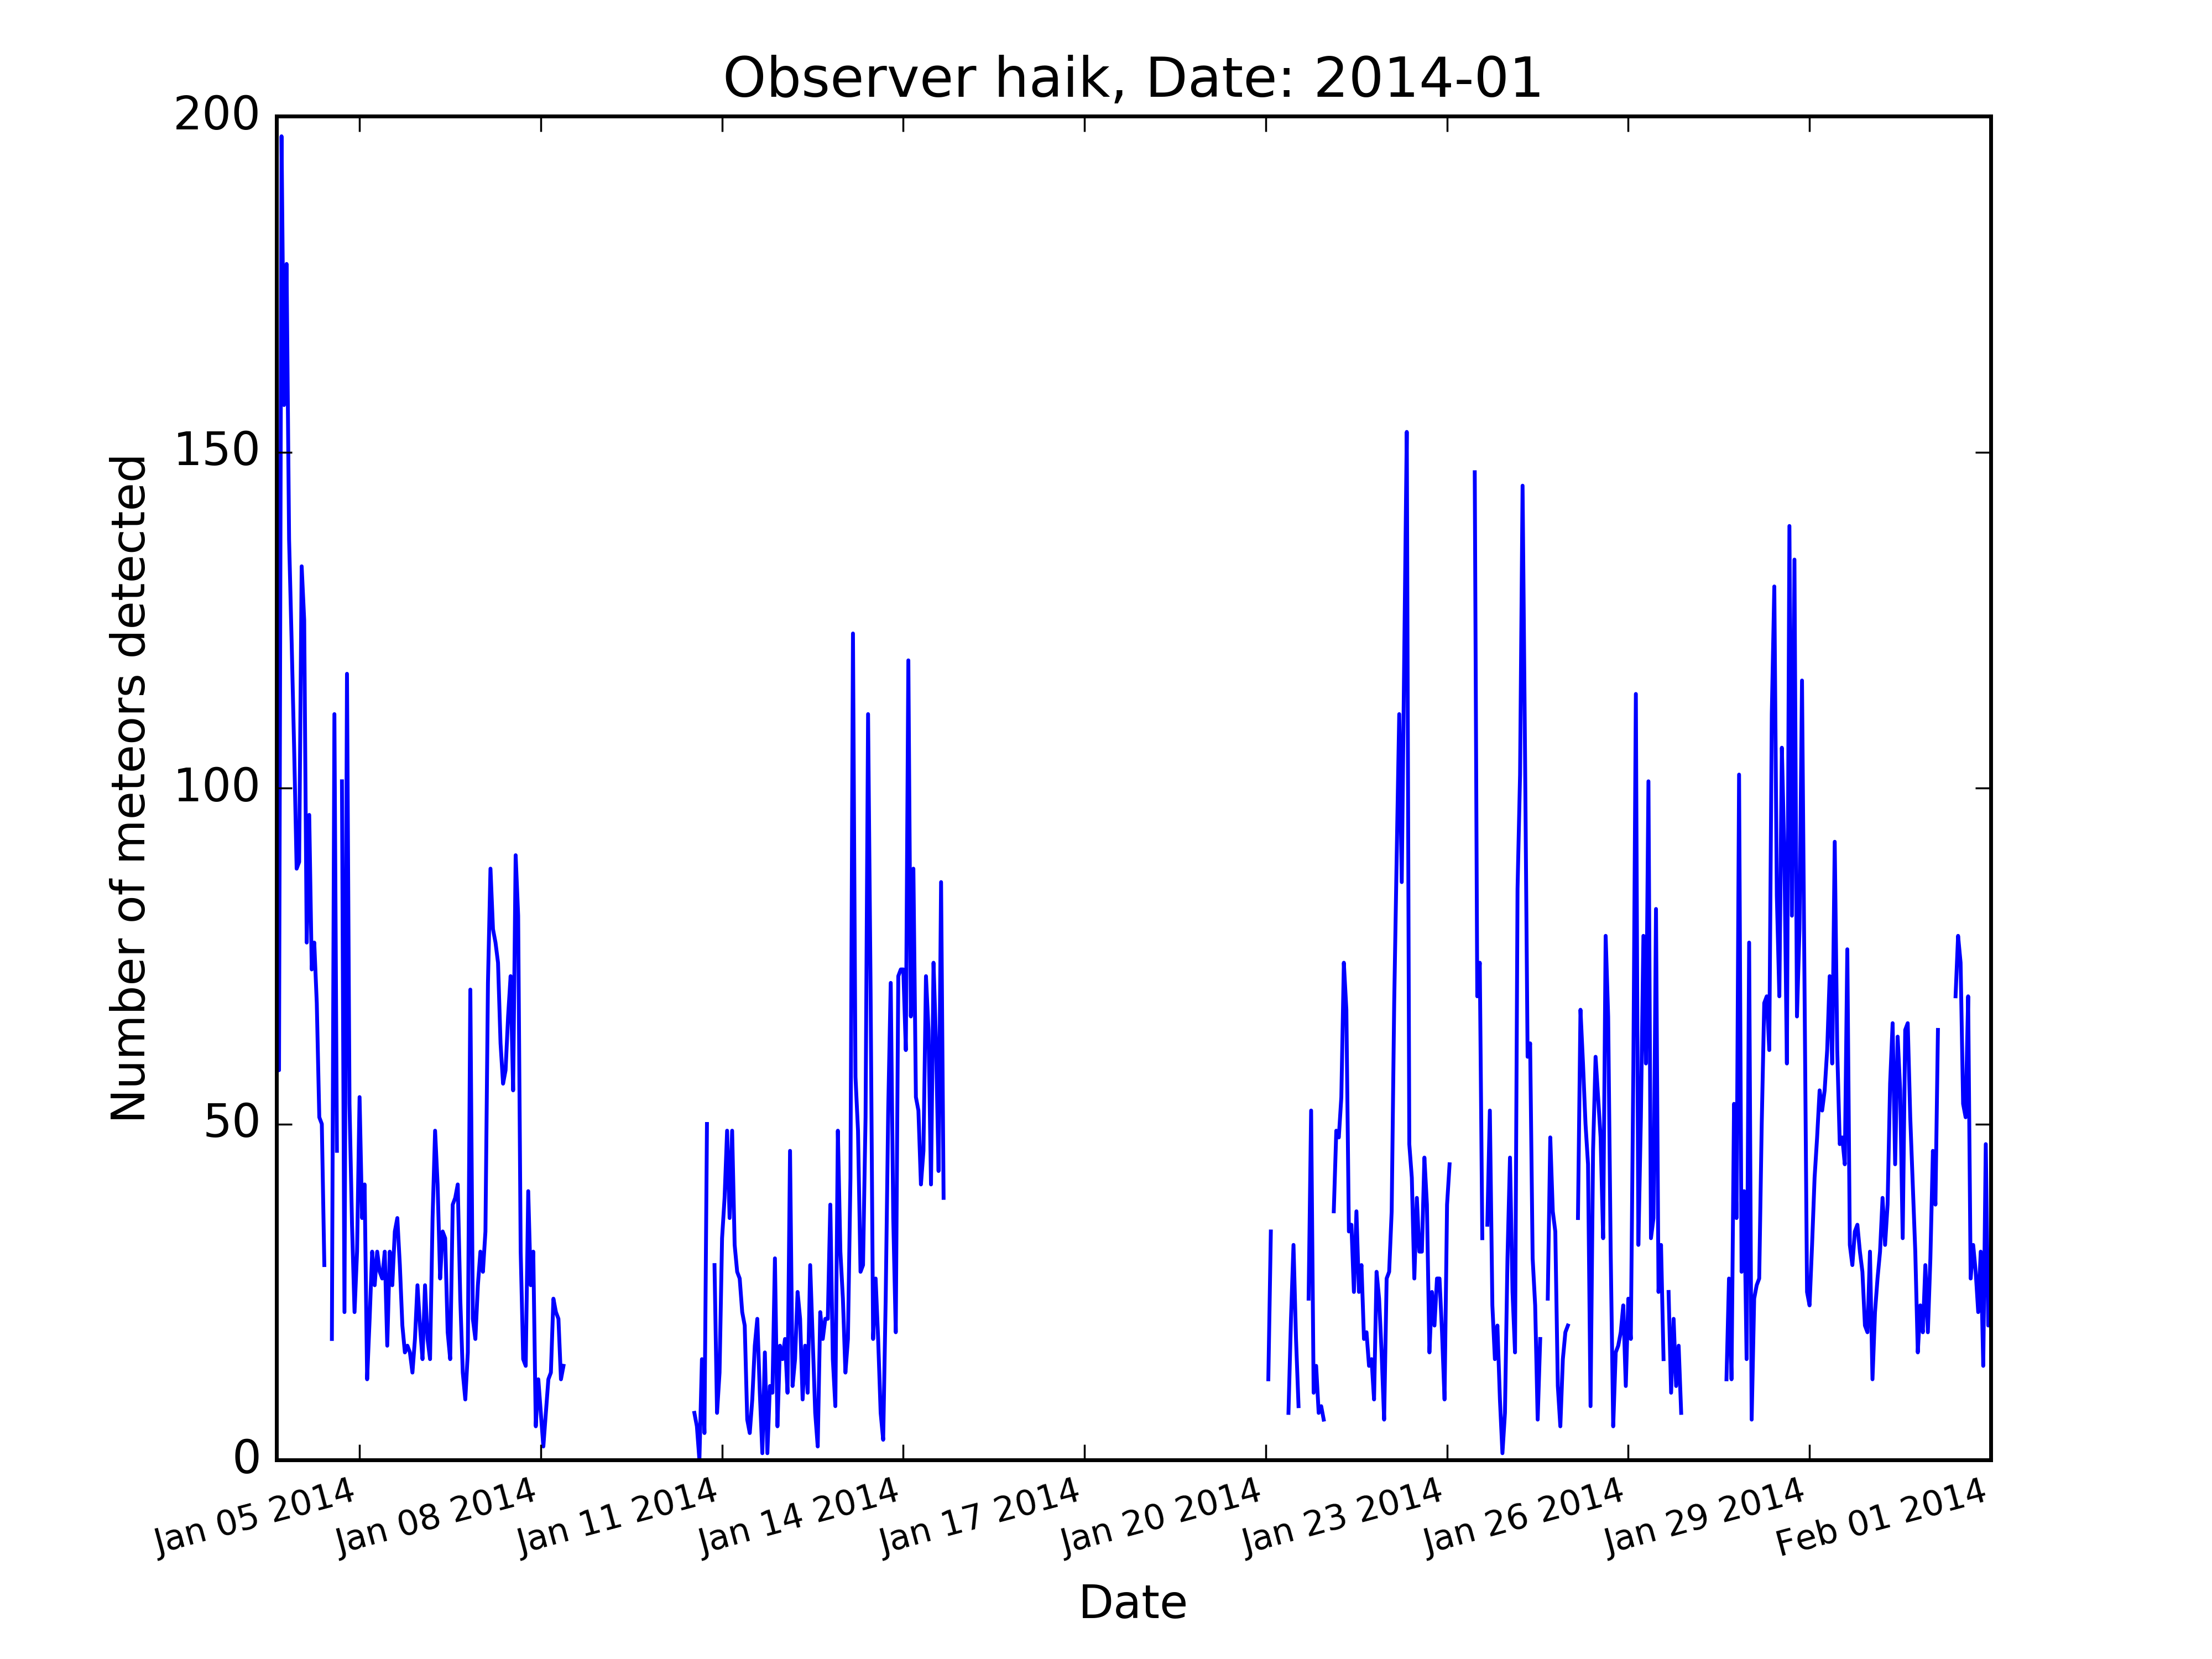 Observer haik, Date: 2014-01
200
150
100
50
0
Number of meteors detected
Jan 05 2014
Jan 08 2014
Jan 11 2014
Jan 14 2014
Jan 17 2014
Jan 20 2014
Jan 23 2014
Jan 26 2014
Jan 29 2014
Feb 01 2014
Date